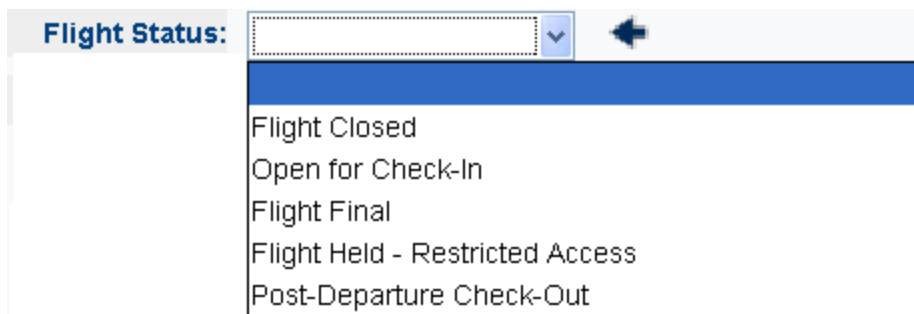 Flight Status:
Flight Closed
Open for Check-In
Flight Final
Flight Held - Restricted Access
Post-Departure Check-Out